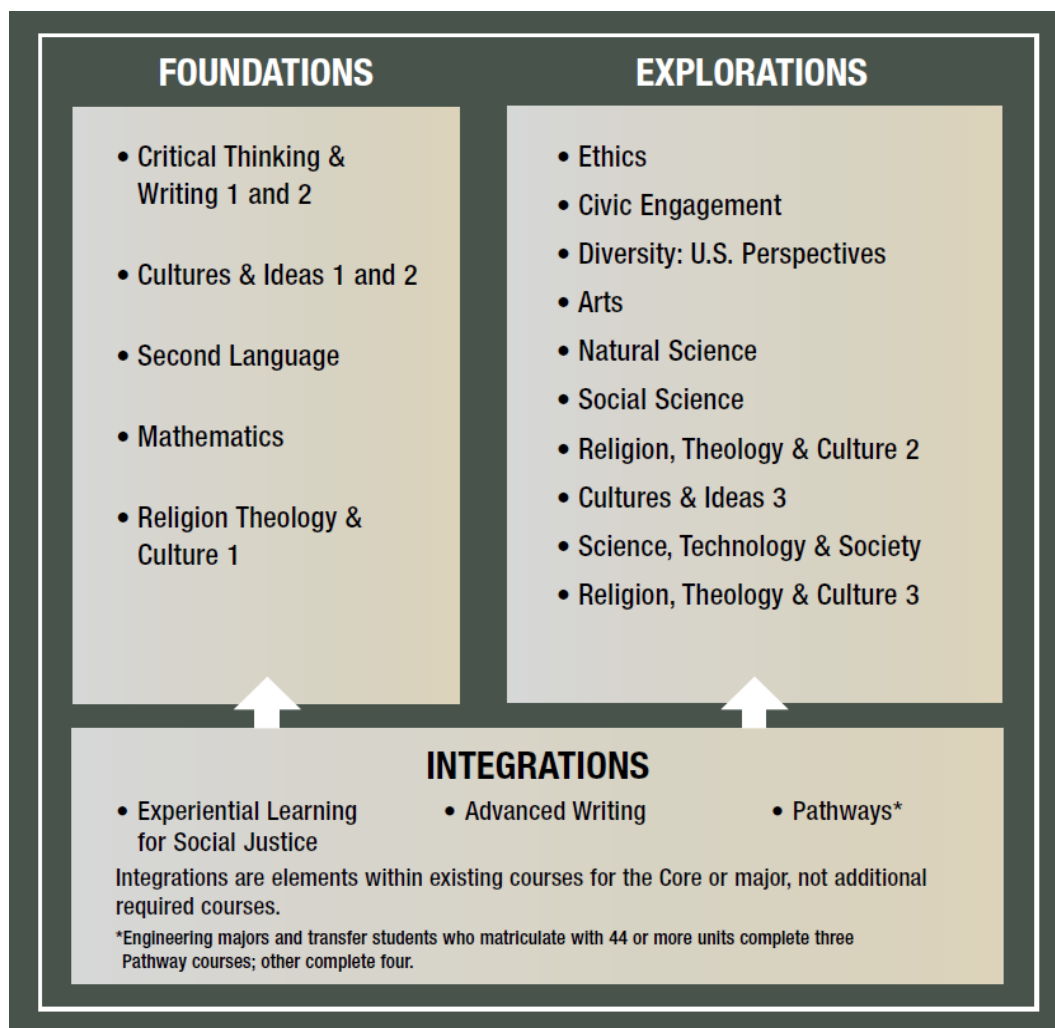 FOUNDATIONS
• Critical Thinking &
Writing 1 and 2
• Cultures & Ideas 1 and 2
• Second Language
• Mathematics
• Religion Theology &
Culture 1
EXPLORATIONS
• Ethics
• Civic Engagement
• Diversity: U.S. Perspectives
• Arts
• Natural Science
• Social Science
• Religion, Theology & Culture 2
• Cultures & Ideas 3
• Science, Technology & Society
• Religion, Theology & Culture 3
INTEGRATIONS
• Experiential Learning
for Social Justice
• Advanced Writing
• Pathways*
Integrations are elements within existing courses for the Core or major, not additional
required courses.
*Engineering majors and transfer students who matriculate with 44 or more units complete three
Pathway courses; other complete four.